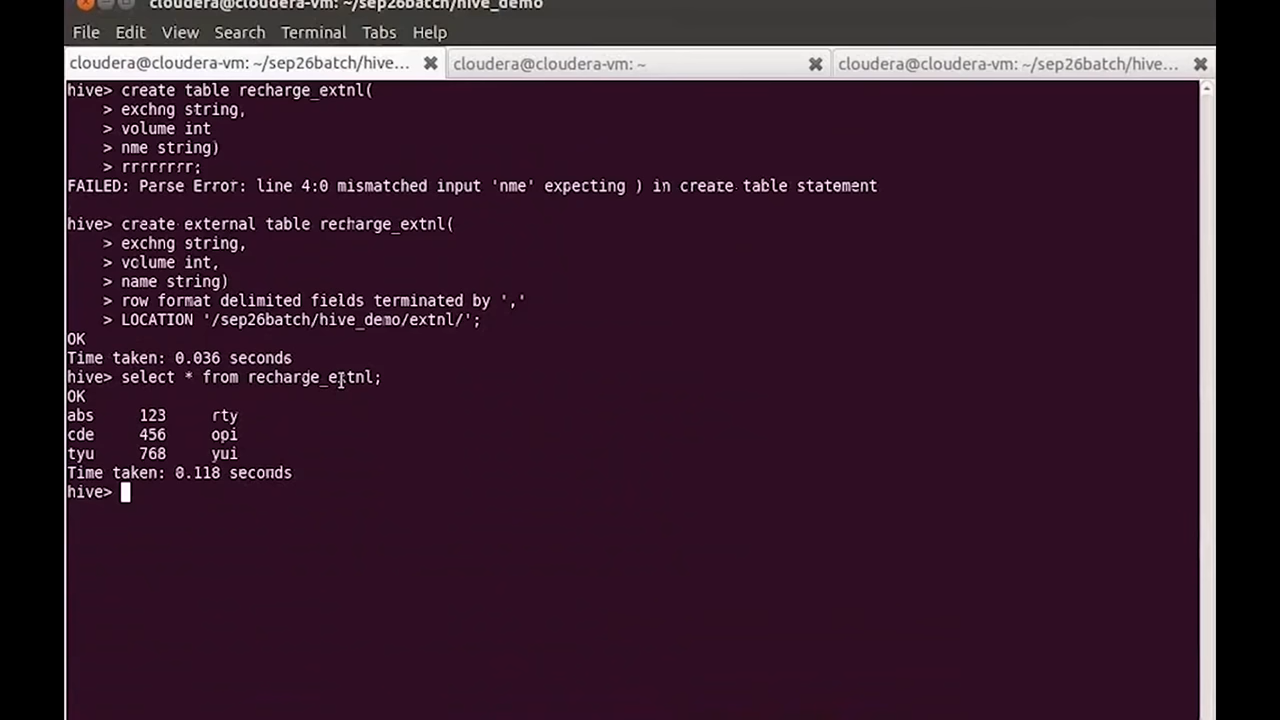 cloudera@cloudera-vm: ~/sep26batch/hive_demo
File Edit View Search Terminal Tabs Help
cloudera@cloudera-vm: ~/sep26batch/hive... cloudera@cloudera-vm: ~ cloudera@cloudera-vm: ~/sep26batch/hive...
hive> create table recharge_extnl(
> exchng string,
> volume int
> nme string)
> rrrrrrrr;
FAILED: Parse Error: line 4:0 mismatched input 'nme' expecting ) in create table statement
hive> create external table recharge_extnl(
> exchng string,
> volume int,
> name string)
> row format delimited fields terminated by ','
> LOCATION '/sep26batch/hive_demo/extnl/';
OK
Time taken: 0.036 seconds
hive> select * from recharge_extnl;
OK
abs 123 rty
cde 456 opi
tyu 768 yui
Time taken: 0.118 seconds
hive>